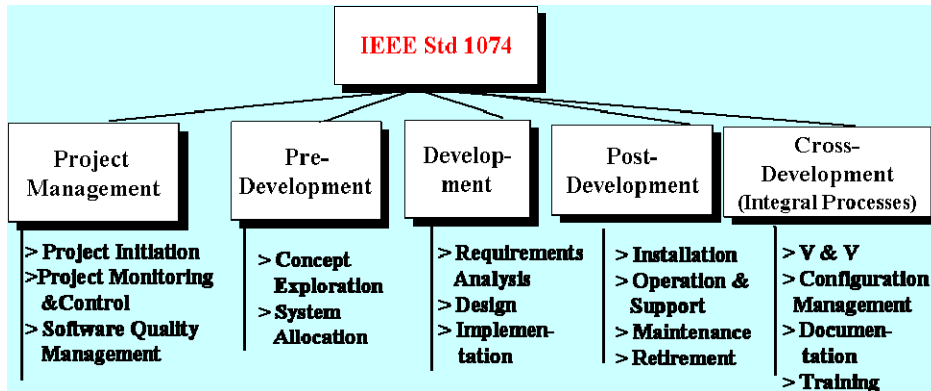 IEEE Std 1074
Project
Management
> Project Initiation
>Project Monitoring
&Control
> Software Quality
Management
Pre-
Development
> Concept
Exploration
> System
Allocation
Develop-
ment
> Requirements
Analysis
> Design
> Implemen-
tation
Post-
Development
> Installation
> Operation &
Support
> Maintenance
> Retirement
Cross-
Development
(Integral Processes)
> V & V
> Configuration
Management
> Documen-
tation
> Training